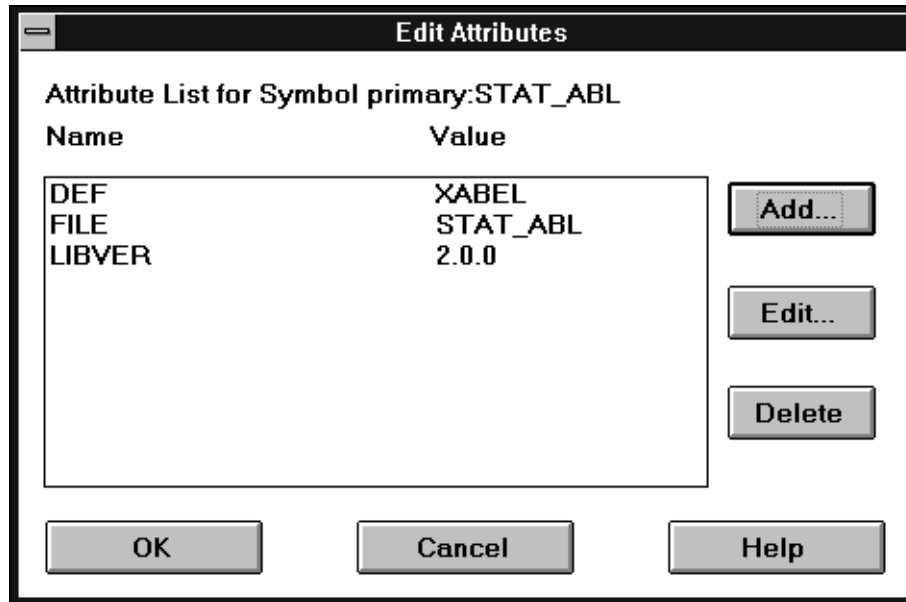 Edit Attributes
Attribute List for Symbol primary:STAT_ABL
Name Value
DEF XABEL
FILE STAT_ABL
LIBVER 2.0.0
Add...
Edit...
Delete
OK Cancel Help